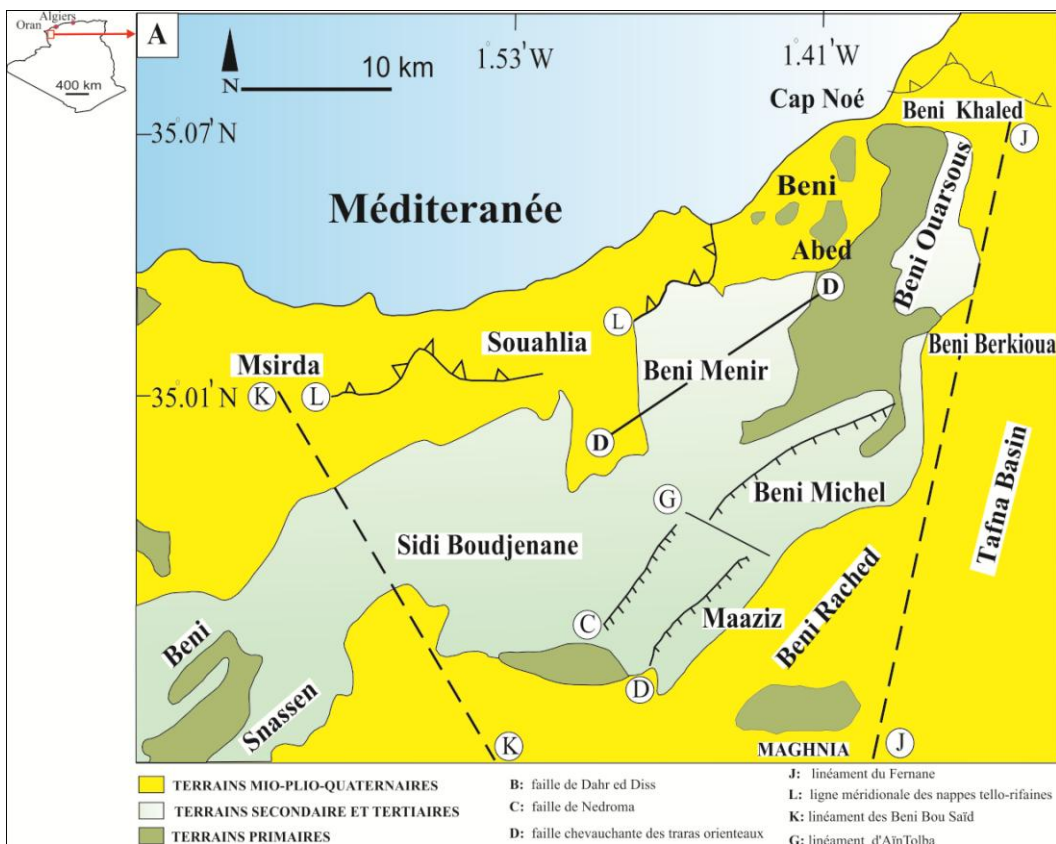 Algiers
Oran
400 km
A
N
10 km
1.°53' W
1.°41' W
Cap Noé
Beni Khaled
J
35.°07' N
Méditeranée
Beni
Abed
Beni Ouarsous
D
L
Souahlia
Beni Menir
Beni Berkioua
Msirda
K
L
35.°01' N
D
Beni Michel
G
Tafna Basin
Sidi Boudjenane
Maaziz
Beni Rached
C
D
Beni
Snassen
K
MAGHNIA
J
TERRAINS MIO-PLIO-QUATERNAIRES
TERRAINS SECONDAIRE ET TERTIAIRES
TERRAINS PRIMAIRES
B: faille de Dahr ed Diss
C: faille de Nedroma
D: faille chevauchante des traras orienteaux
J: linéament du Fernane
L: ligne méridionale des nappes tello-rifaines
K: linéament des Beni Bou Saïd
G: linéament d'AïnTolba